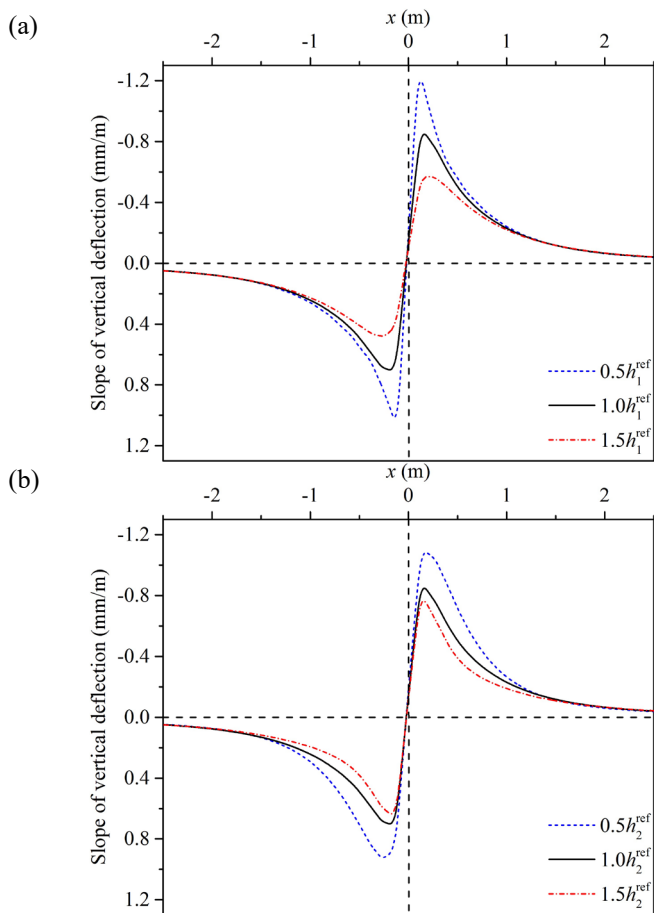 (a)
x (m)
-2 -1 0 1 2
Slope of vertical deflection (mm/m)
-1.2
-0.8
-0.4
0.0
0.4
0.8
1.2
0.5h₁ʳᵉᶠ
1.0h₁ʳᵉᶠ
1.5h₁ʳᵉᶠ
(b)
x (m)
-2 -1 0 1 2
Slope of vertical deflection (mm/m)
-1.2
-0.8
-0.4
0.0
0.4
0.8
1.2
0.5h₂ʳᵉᶠ
1.0h₂ʳᵉᶠ
1.5h₂ʳᵉᶠ